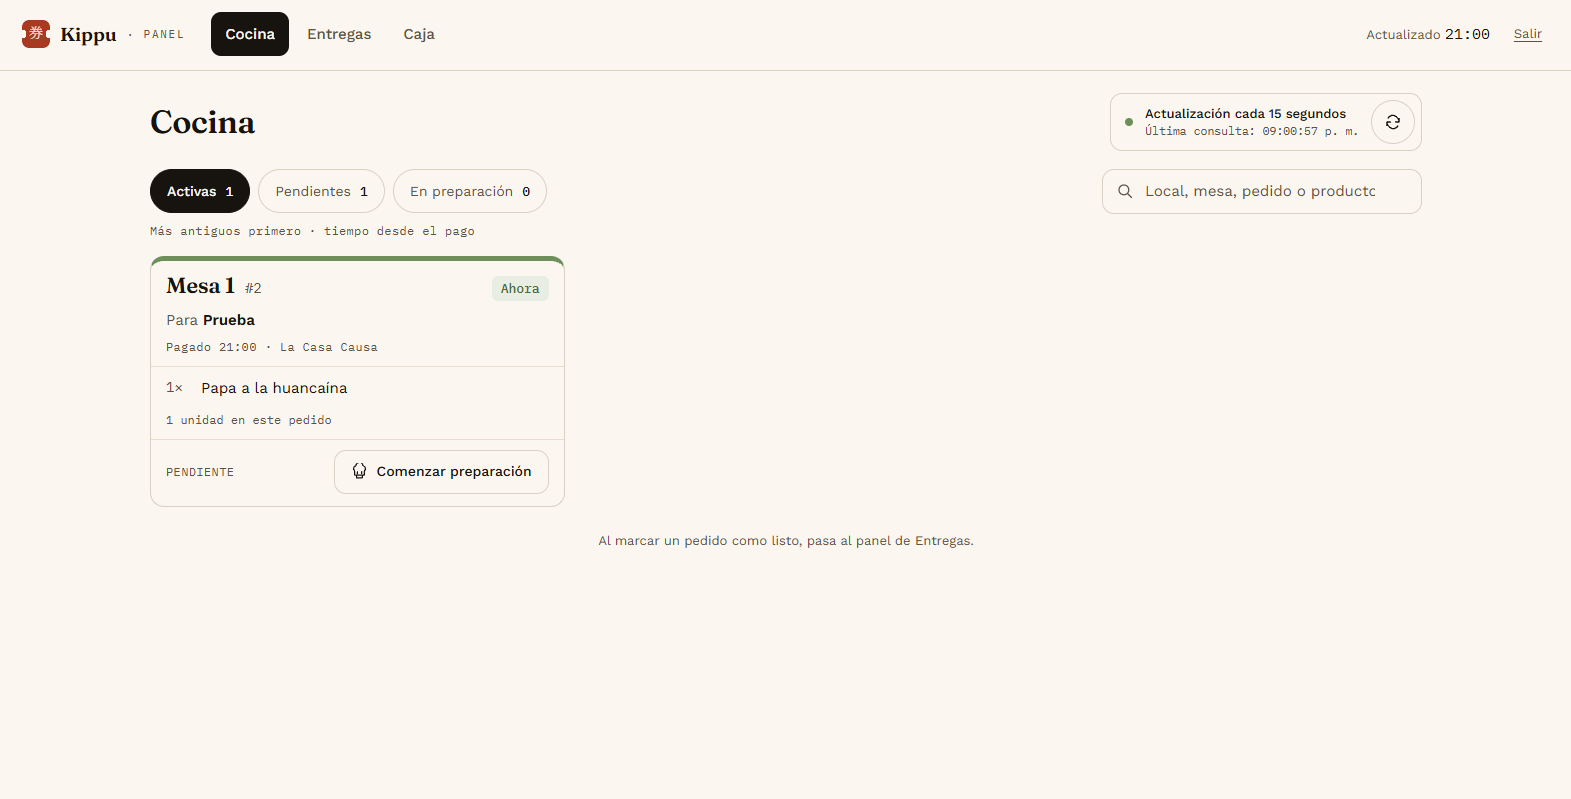 券 Kippu · PANEL Cocina Entregas Caja Actualizado 21:00 Salir
Cocina
Actualización cada 15 segundos
Última consulta: 09:00:57 p. m.
Activas 1 Pendientes 1 En preparación 0
Local, mesa, pedido o producto
Más antiguos primero · tiempo desde el pago
Mesa 1 #2 Ahora
Para Prueba
Pagado 21:00 · La Casa Causa
1× Papa a la huancaína
1 unidad en este pedido
PENDIENTE Comenzar preparación
Al marcar un pedido como listo, pasa al panel de Entregas.